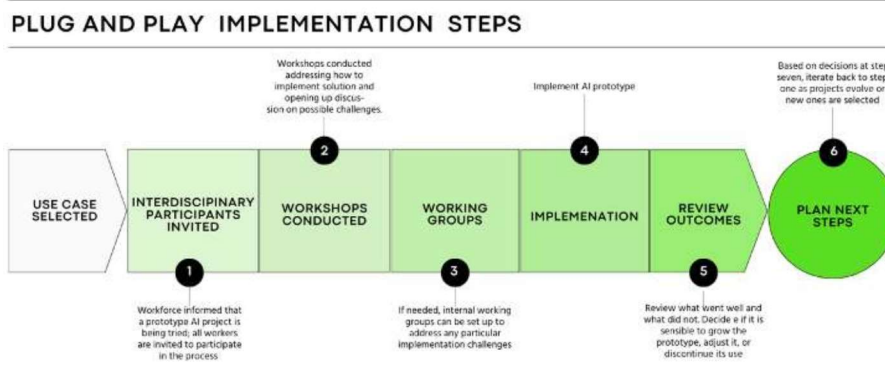 PLUG AND PLAY IMPLEMENTATION STEPS
Workshops conducted
addressing how to
implement solution and
opening up discus-
sion on possible challenges.
Implement AI prototype
Based on decisions at step
seven, iterate back to step
one as projects evolve or
new ones are selected
2
4
6
USE CASE
SELECTED
INTERDISCIPINARY
PARTICIPANTS
INVITED
WORKSHOPS
CONDUCTED
WORKING
GROUPS
IMPLEMENATION
REVIEW
OUTCOMES
PLAN NEXT
STEPS
1
3
5
Workforce informed that
a prototype AI project is
being tried; all workers
are invited to participate
in the process
If needed, internal working
groups can be set up to
address any particular
implementation challenges
Review what went well and
what did not. Decide e if it is
sensible to grow the
prototype, adjust it, or
discontinue its use